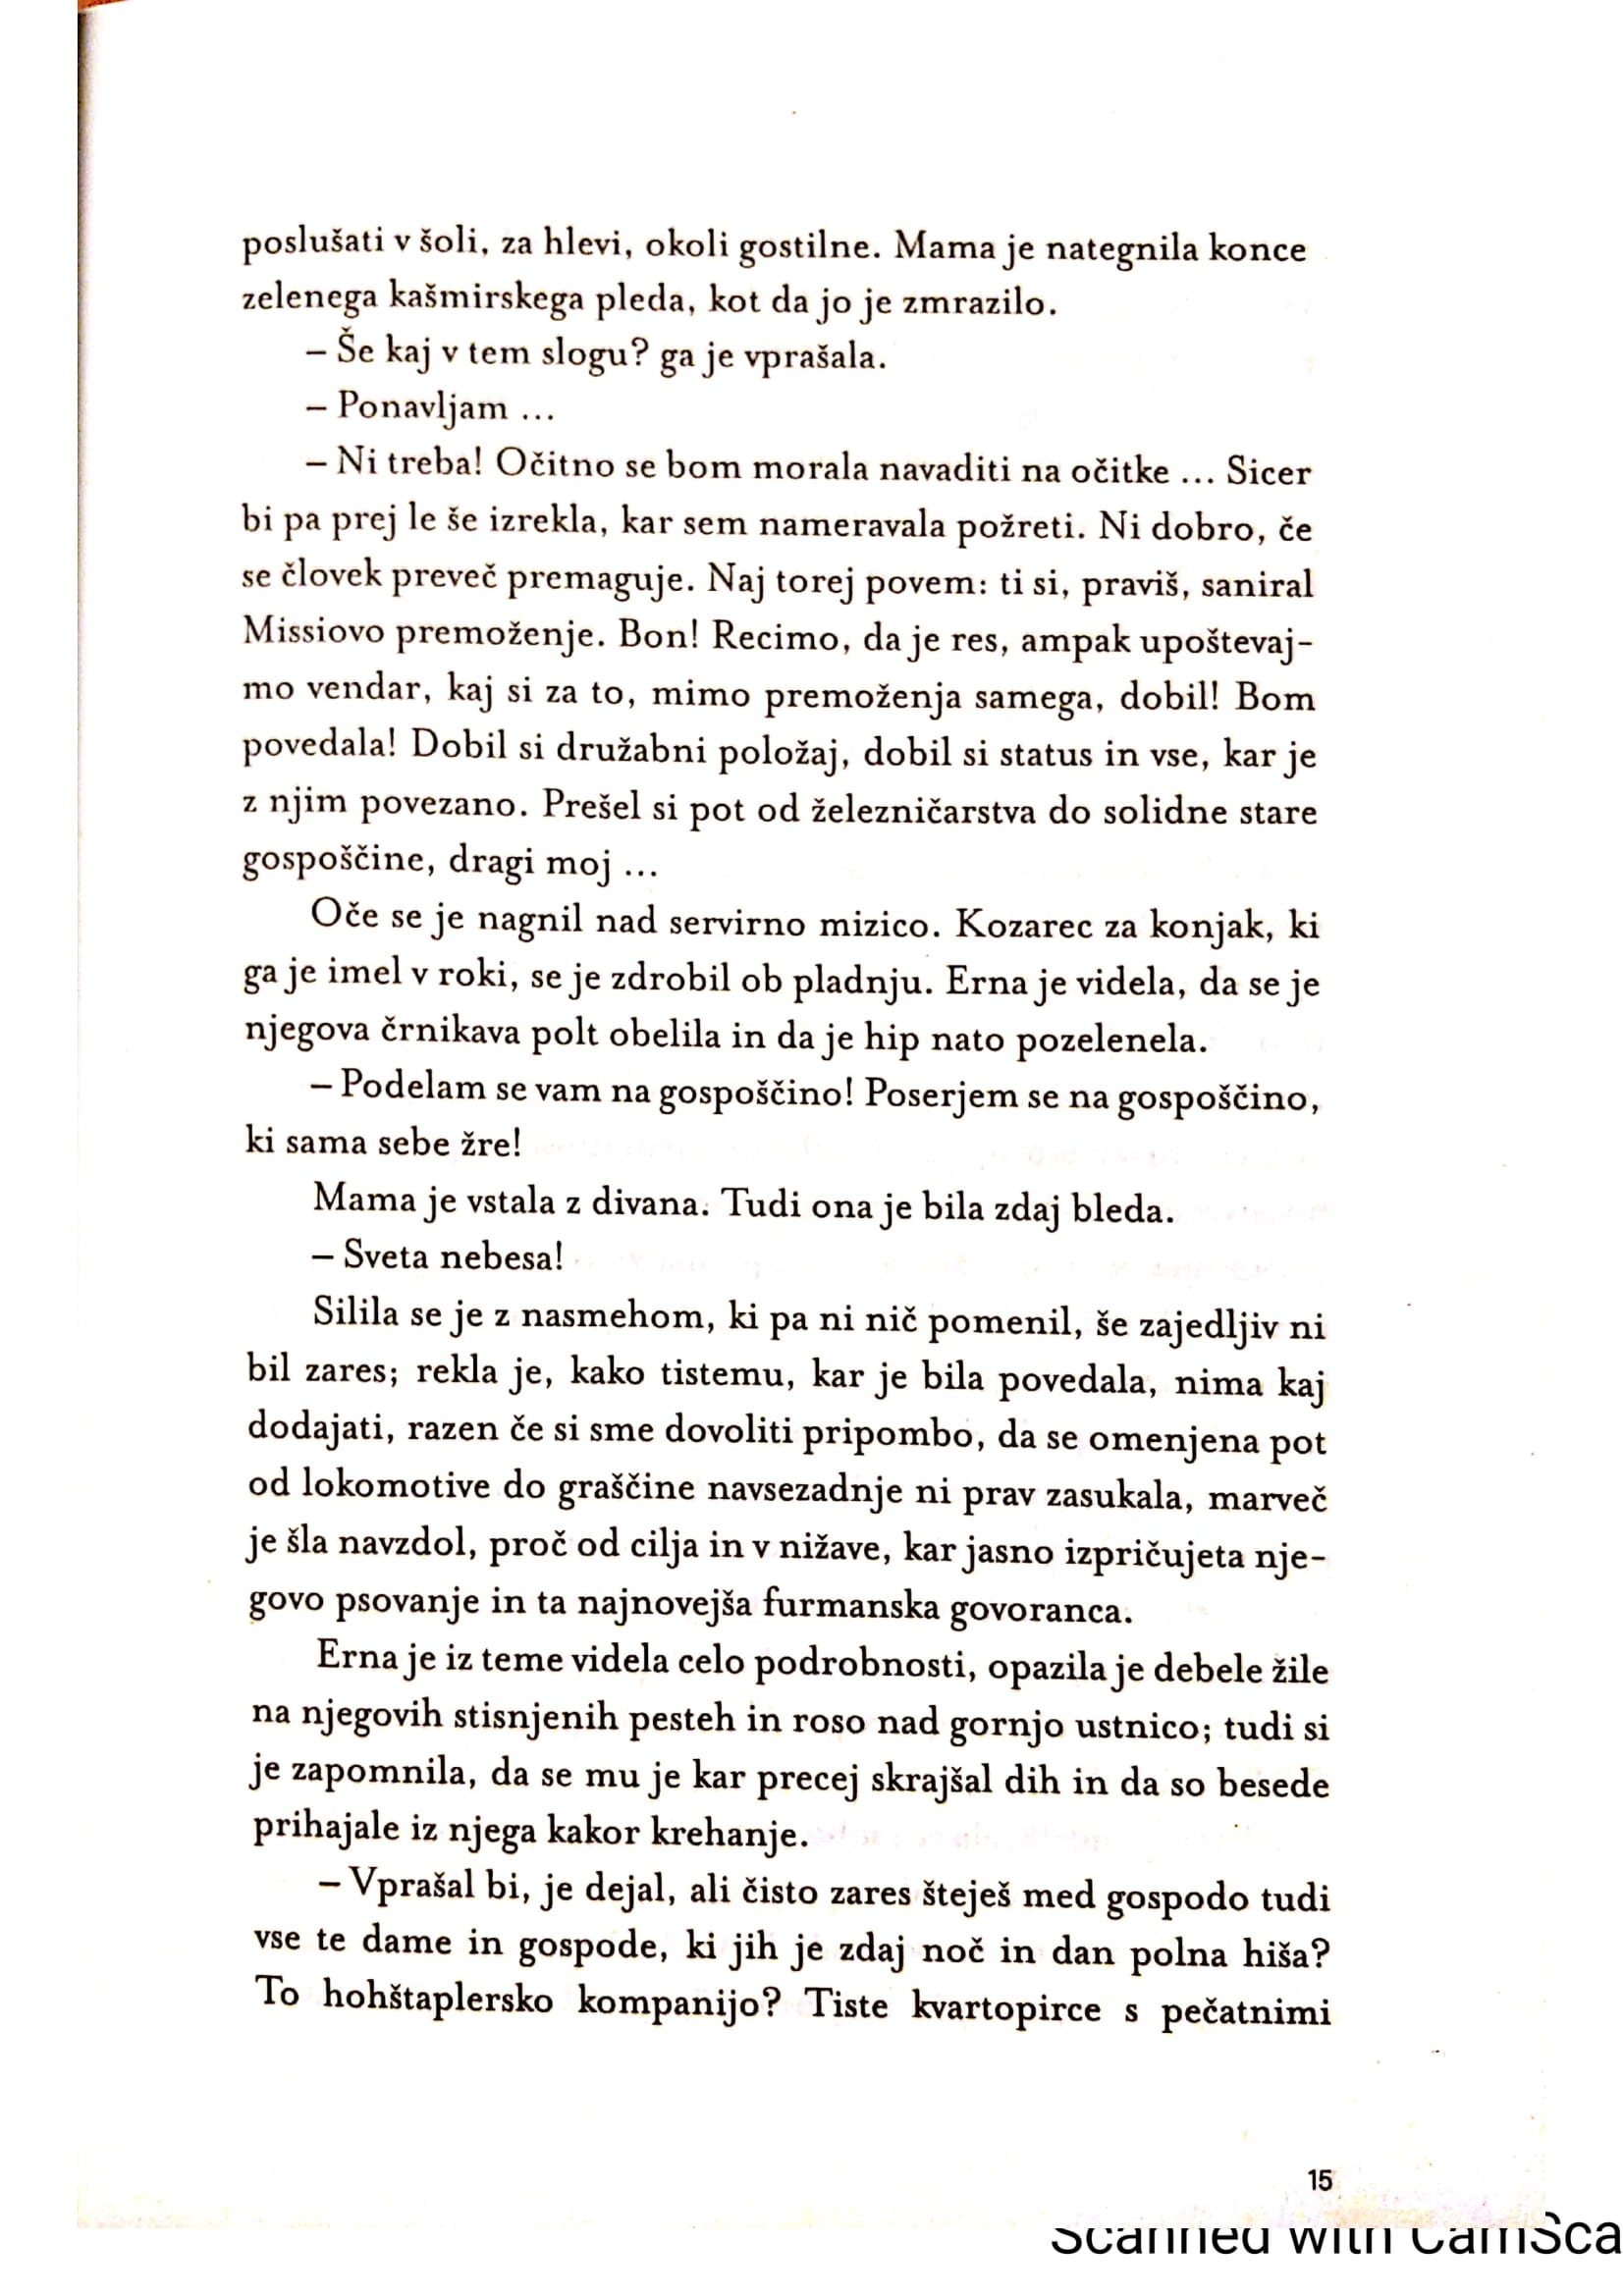 poslušati v šoli, za hlevi, okoli gostilne. Mama je nategnila konce
zelenega kašmirskega pleda, kot da jo je zmrazilo.
– Še kaj v tem slogu? ga je vprašala.
– Ponavljam ...
– Ni treba! Očitno se bom morala navaditi na očitke ... Sicer
bi pa prej le še izrekla, kar sem nameravala požreti. Ni dobro, če
se človek preveč premaguje. Naj torej povem: ti si, praviš, saniral
Missiovo premoženje. Bon! Recimo, da je res, ampak upoštevaj-
mo vendar, kaj si za to, mimo premoženja samega, dobil! Bom
povedala! Dobil si družabni položaj, dobil si status in vse, kar je
z njim povezano. Prešel si pot od železničarstva do solidne stare
gospoščine, dragi moj ...
Oče se je nagnil nad servirno mizico. Kozarec za konjak, ki
ga je imel v roki, se je zdrobil ob pladnju. Erna je videla, da se je
njegova črnikava polt obelila in da je hip nato pozelenela.
– Podelam se vam na gospoščino! Poserjem se na gospoščino,
ki sama sebe žre!
Mama je vstala z divana. Tudi ona je bila zdaj bleda.
– Sveta nebesa!
Silila se je z nasmehom, ki pa ni nič pomenil, še zajedljiv ni
bil zares; rekla je, kako tistemu, kar je bila povedala, nima kaj
dodajati, razen če si sme dovoliti pripombo, da se omenjena pot
od lokomotive do graščine navsezadnje ni prav zasukala, marveč
je šla navzdol, proč od cilja in v nižave, kar jasno izpričujeta nje-
govo psovanje in ta najnovejša furmanska govoranca.
Erna je iz teme videla celo podrobnosti, opazila je debele žile
na njegovih stisnjenih pesteh in roso nad gornjo ustnico; tudi si
je zapomnila, da se mu je kar precej skrajšal dih in da so besede
prihajale iz njega kakor krehanje.
– Vprašal bi, je dejal, ali čisto zares šteješ med gospodo tudi
vse te dame in gospode, ki jih je zdaj noč in dan polna hiša?
To hohštaplersko kompanijo? Tiste kvartopirce s pečatnimi
15
Scanned with CamSca